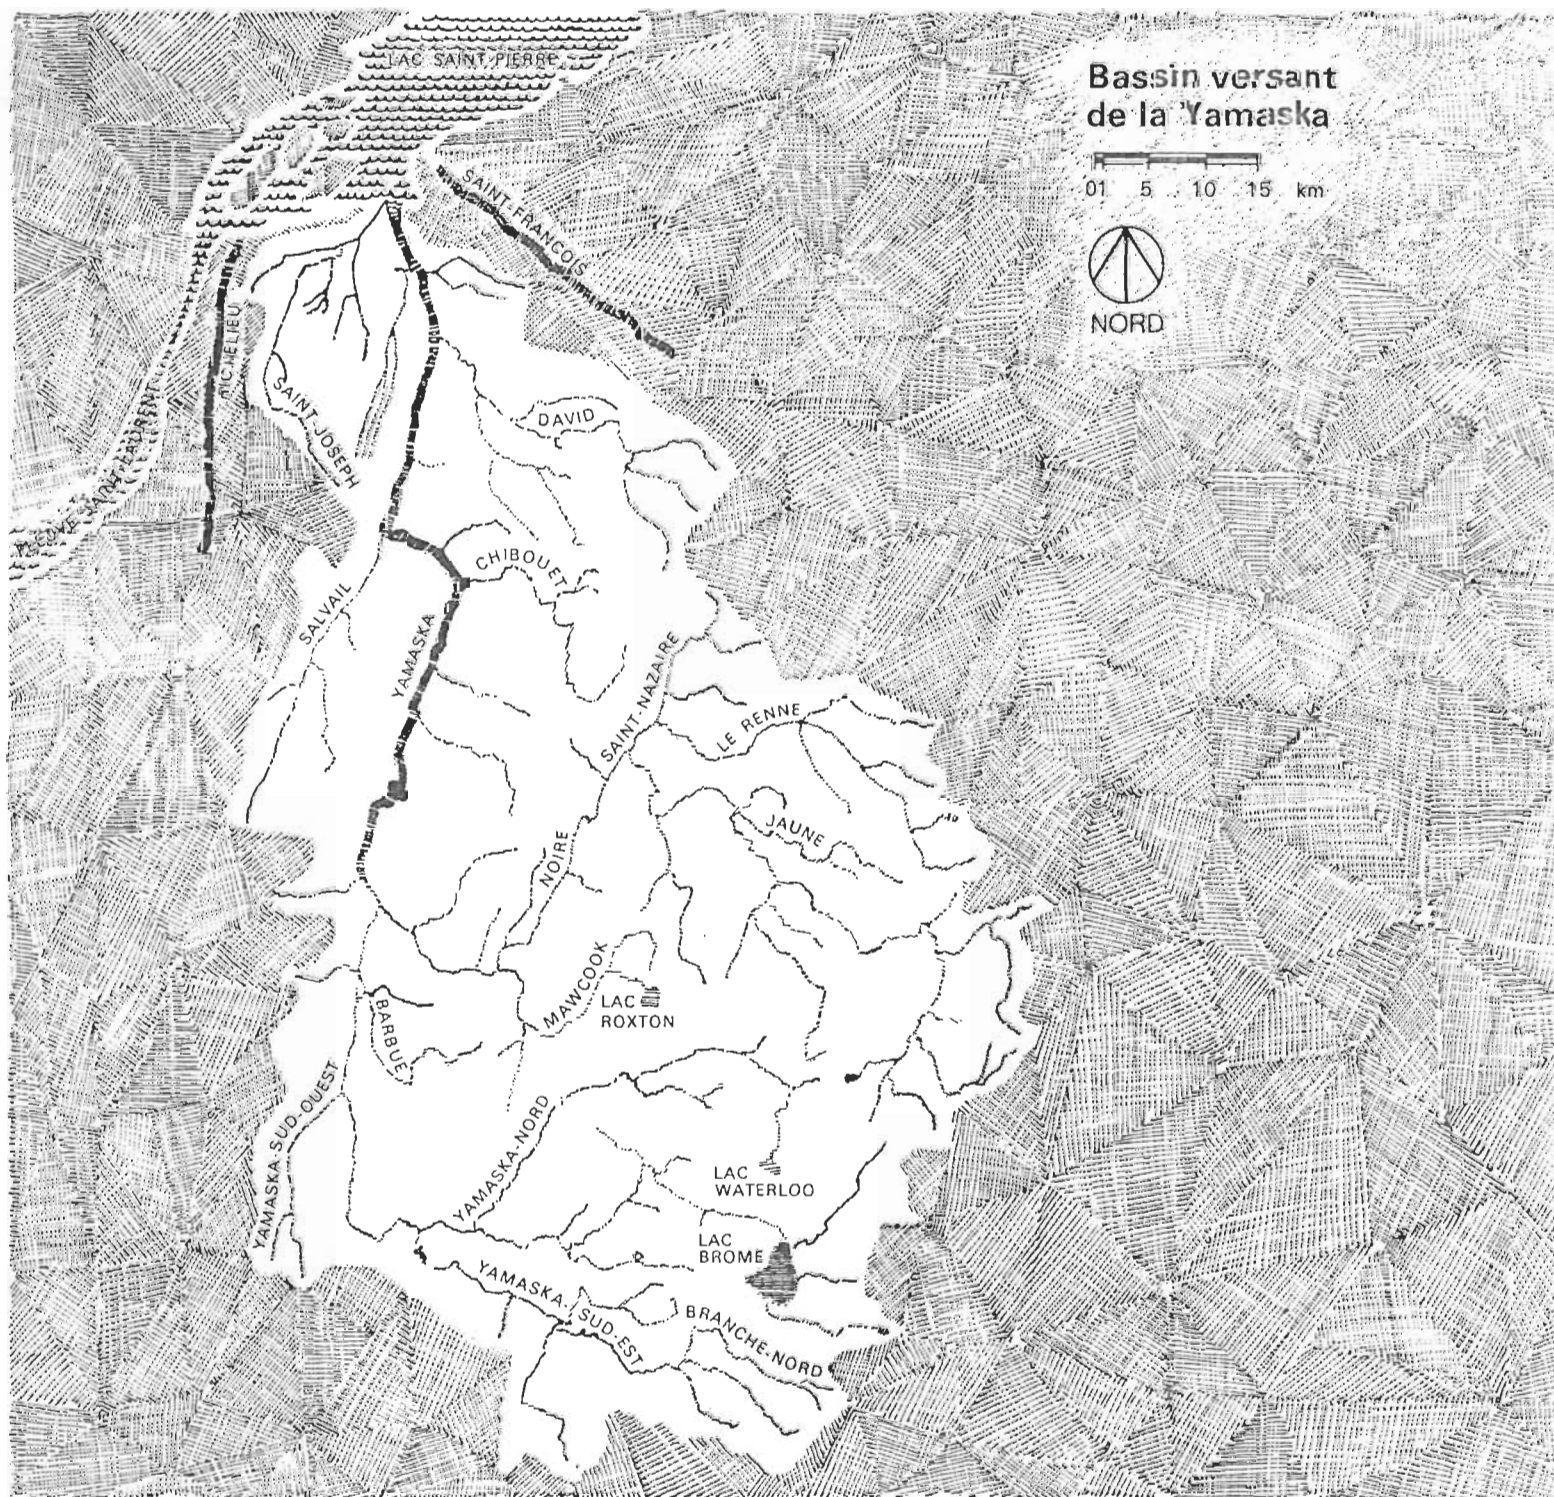 LAC SAINT-PIERRE
Bassin versant
de la Yamaska
01 5 10 15 km
NORD
SAINT-FRANCOIS
RICHELIEU
FLEUVE SAINT-LAURENT
SAINT-JOSEPH
DAVID
CHIBOUET
SALVAIL
YAMASKA
SAINT-NAZAIRE
LE RENNE
JAUNE
NOIRE
MAWCOOK
LAC
ROXTON
BARBUE
YAMASKA SUD-OUEST
YAMASKA-NORD
LAC
WATERLOO
LAC
BROME
YAMASKA SUD-EST
BRANCHE-NORD